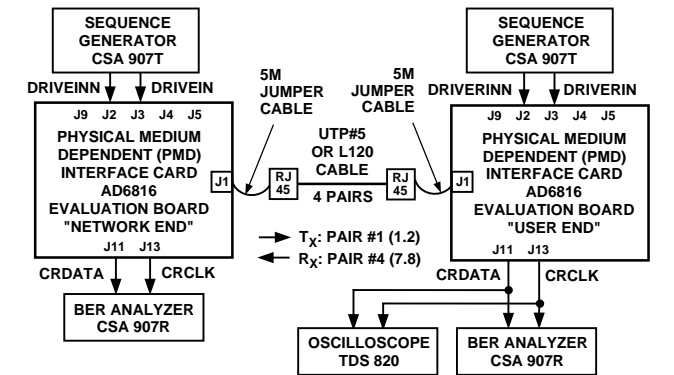 SEQUENCE
GENERATOR
CSA 907T
DRIVEINN
DRIVEIN
J9 J2 J3 J4 J5
PHYSICAL MEDIUM
DEPENDENT (PMD)
INTERFACE CARD
AD6816
EVALUATION BOARD
"NETWORK END"
J11 J13
J1
CRDATA
CRCLK
BER ANALYZER
CSA 907R
5M
JUMPER
CABLE
RJ
45
UTP#5
OR L120
CABLE
4 PAIRS
RJ
45
5M
JUMPER
CABLE
TX: PAIR #1 (1.2)
RX: PAIR #4 (7.8)
SEQUENCE
GENERATOR
CSA 907T
DRIVERINN
DRIVERIN
J9 J2 J3 J4 J5
J1
PHYSICAL MEDIUM
DEPENDENT (PMD)
INTERFACE CARD
AD6816
EVALUATION BOARD
"USER END"
J11 J13
CRDATA
CRCLK
OSCILLOSCOPE
TDS 820
BER ANALYZER
CSA 907R